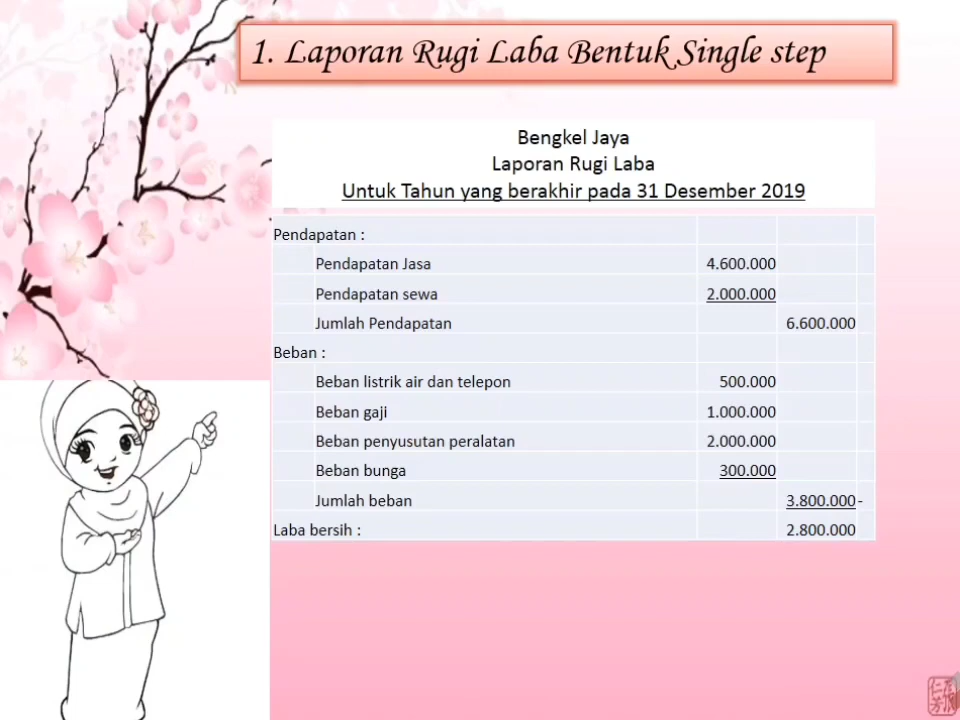 1. Laporan Rugi Laba Bentuk Single step
Bengkel Jaya
Laporan Rugi Laba
Untuk Tahun yang berakhir pada 31 Desember 2019
Pendapatan :
Pendapatan Jasa 4.600.000
Pendapatan sewa 2.000.000
Jumlah Pendapatan 6.600.000
Beban :
Beban listrik air dan telepon 500.000
Beban gaji 1.000.000
Beban penyusutan peralatan 2.000.000
Beban bunga 300.000
Jumlah beban 3.800.000 -
Laba bersih : 2.800.000